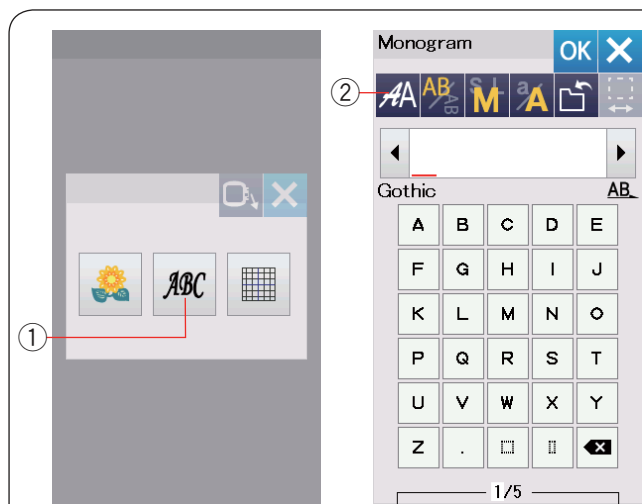 ①
ABC
Monogram
OK
②
AA AB/AB S M L a/A
Gothic
AB
A B C D E
F G H I J
K L M N O
P Q R S T
U V W X Y
Z .
1/5